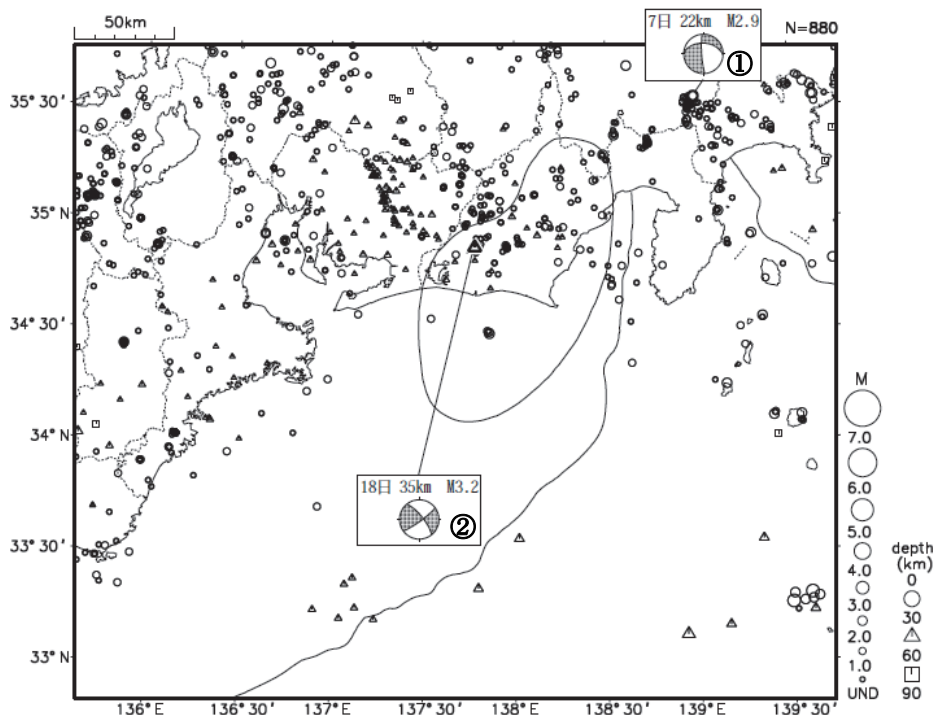 50km
7日 22km M2.9
①
N=880
35°30′
35°N
34°30′
34°N
33°30′
33°N
18日 35km M3.2
②
M
7.0
6.0
5.0
4.0
3.0
2.0
1.0
UND
depth
(km)
0
30
60
90
136°E
136°30′
137°E
137°30′
138°E
138°30′
139°E
139°30′